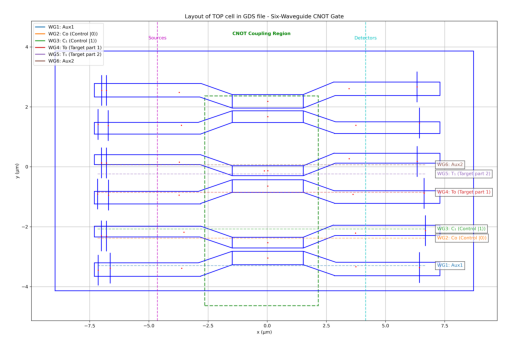 Layout of TOP cell in GDS file - Six-Waveguide CNOT Gate
WG1: Aux1
WG2: Co (Control |0⟩)
WG3: C₁ (Control |1⟩)
WG4: To (Target part 1)
WG5: T₁ (Target part 2)
WG6: Aux2
Sources
CNOT Coupling Region
Detectors
4
2
0
−2
−4
y (μm)
WG6: Aux2
WG5: T₁ (Target part 2)
WG4: To (Target part 1)
WG3: C₁ (Control |1⟩)
WG2: Co (Control |0⟩)
WG1: Aux1
−7.5
−5.0
−2.5
0.0
2.5
5.0
7.5
x (μm)